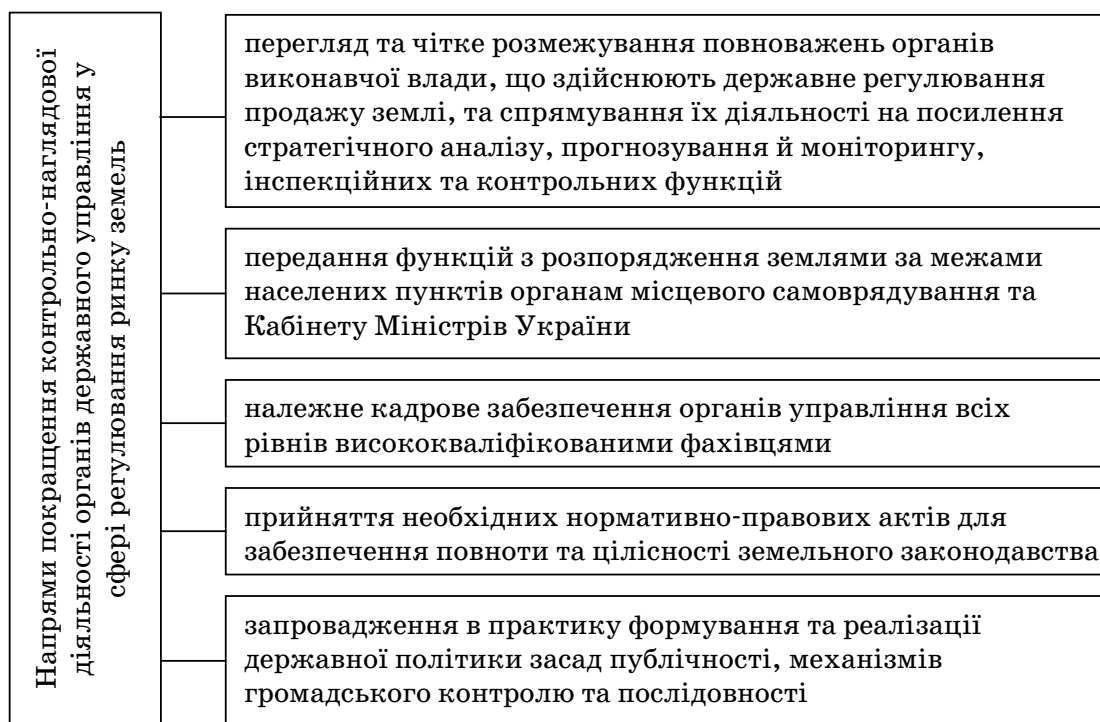 Напрями покращення контрольно-наглядової
діяльності органів державного управління у
сфері регулювання ринку земель
перегляд та чітке розмежування повноважень органів
виконавчої влади, що здійснюють державне регулювання
продажу землі, та спрямування їх діяльності на посилення
стратегічного аналізу, прогнозування й моніторингу,
інспекційних та контрольних функцій
передання функцій з розпорядження землями за межами
населених пунктів органам місцевого самоврядування та
Кабінету Міністрів України
належне кадрове забезпечення органів управління всіх
рівнів висококваліфікованими фахівцями
прийняття необхідних нормативно-правових актів для
забезпечення повноти та цілісності земельного законодавства
запровадження в практику формування та реалізації
державної політики засад публічності, механізмів
громадського контролю та послідовності